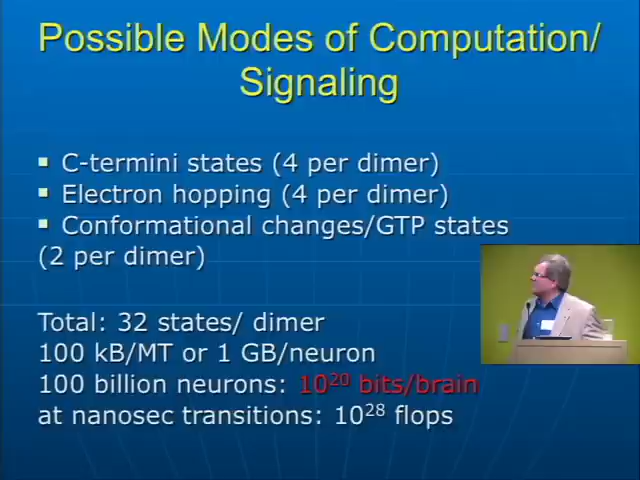 Possible Modes of Computation/
Signaling
▪ C-termini states (4 per dimer)
▪ Electron hopping (4 per dimer)
▪ Conformational changes/GTP states
(2 per dimer)
Total: 32 states/ dimer
100 kB/MT or 1 GB/neuron
100 billion neurons: 10²⁰ bits/brain
at nanosec transitions: 10²⁸ flops